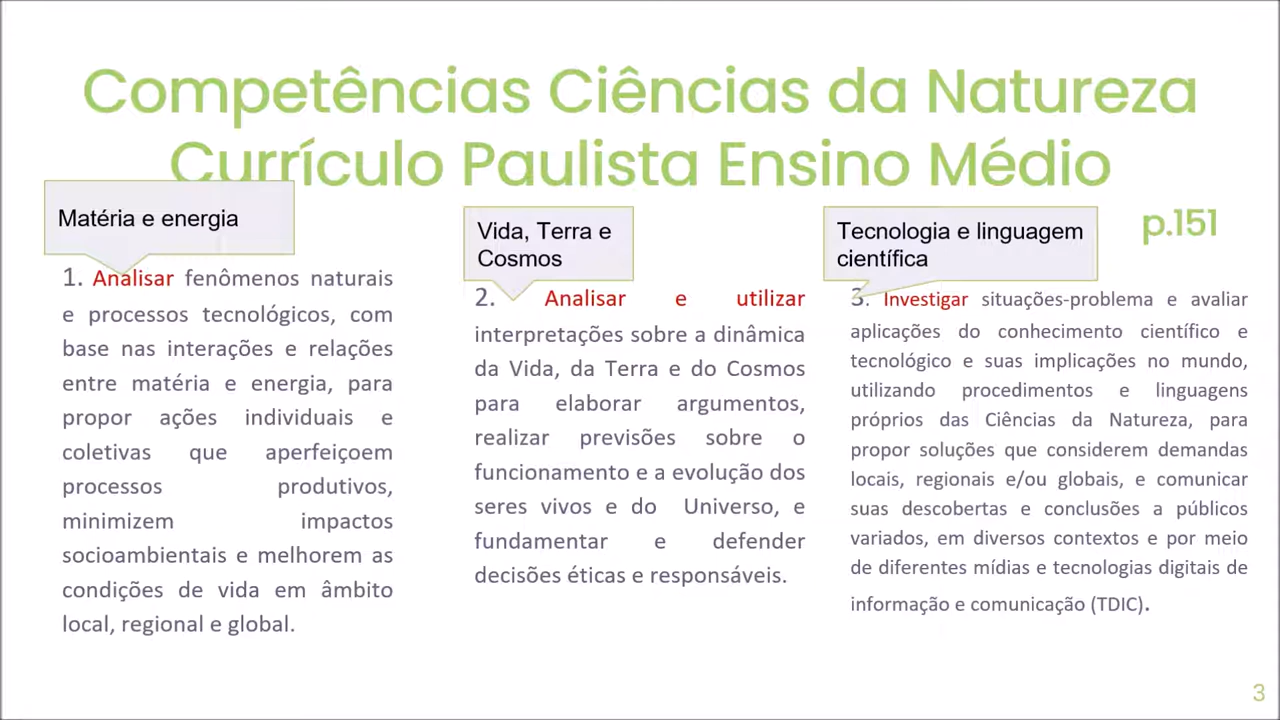 Competências Ciências da Natureza
Currículo Paulista Ensino Médio
p.151
Matéria e energia
1. Analisar fenômenos naturais
e processos tecnológicos, com
base nas interações e relações
entre matéria e energia, para
propor ações individuais e
coletivas que aperfeiçoem
processos produtivos,
minimizem impactos
socioambientais e melhorem as
condições de vida em âmbito
local, regional e global.
Vida, Terra e
Cosmos
2. Analisar e utilizar
interpretações sobre a dinâmica
da Vida, da Terra e do Cosmos
para elaborar argumentos,
realizar previsões sobre o
funcionamento e a evolução dos
seres vivos e do Universo, e
fundamentar e defender
decisões éticas e responsáveis.
Tecnologia e linguagem
científica
3. Investigar situações-problema e avaliar
aplicações do conhecimento científico e
tecnológico e suas implicações no mundo,
utilizando procedimentos e linguagens
próprios das Ciências da Natureza, para
propor soluções que considerem demandas
locais, regionais e/ou globais, e comunicar
suas descobertas e conclusões a públicos
variados, em diversos contextos e por meio
de diferentes mídias e tecnologias digitais de
informação e comunicação (TDIC).
3